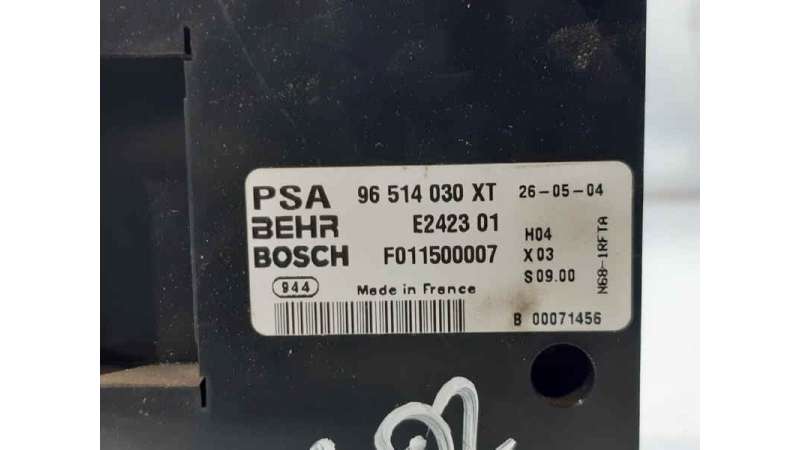 PSA 96 514 030 XT 26-05-04
BEHR E2423 01 H04
BOSCH F011500007 X03
944 Made in France S09.00
B 00071456
N68-1RFTA